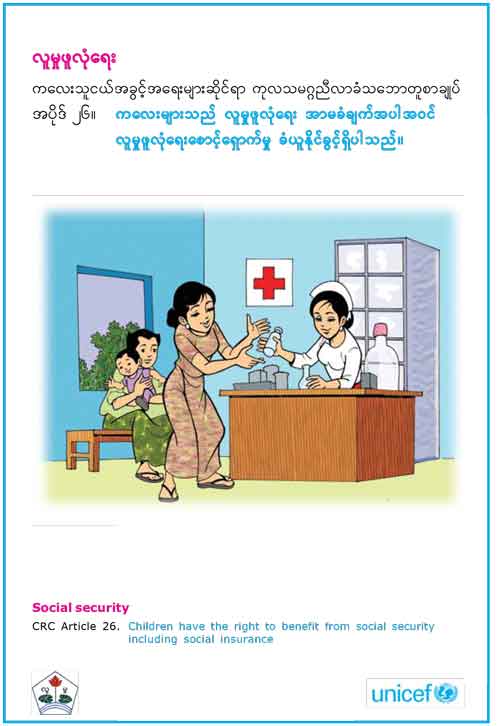 လူမှုဖူလုံရေး
ကလေးသူငယ်အခွင့်အရေးများဆိုင်ရာ ကုလသမဂ္ဂညီလာခံသဘောတူစာချုပ်
အပိုဒ် ၂၆။ ကလေးများသည် လူမှုဖူလုံရေး အာမခံချက်အပါအဝင်
လူမှုဖူလုံရေးစောင့်ရှောက်မှု ခံယူနိုင်ခွင့်ရှိပါသည်။
Social security
CRC Article 26. Children have the right to benefit from social security
including social insurance
unicef